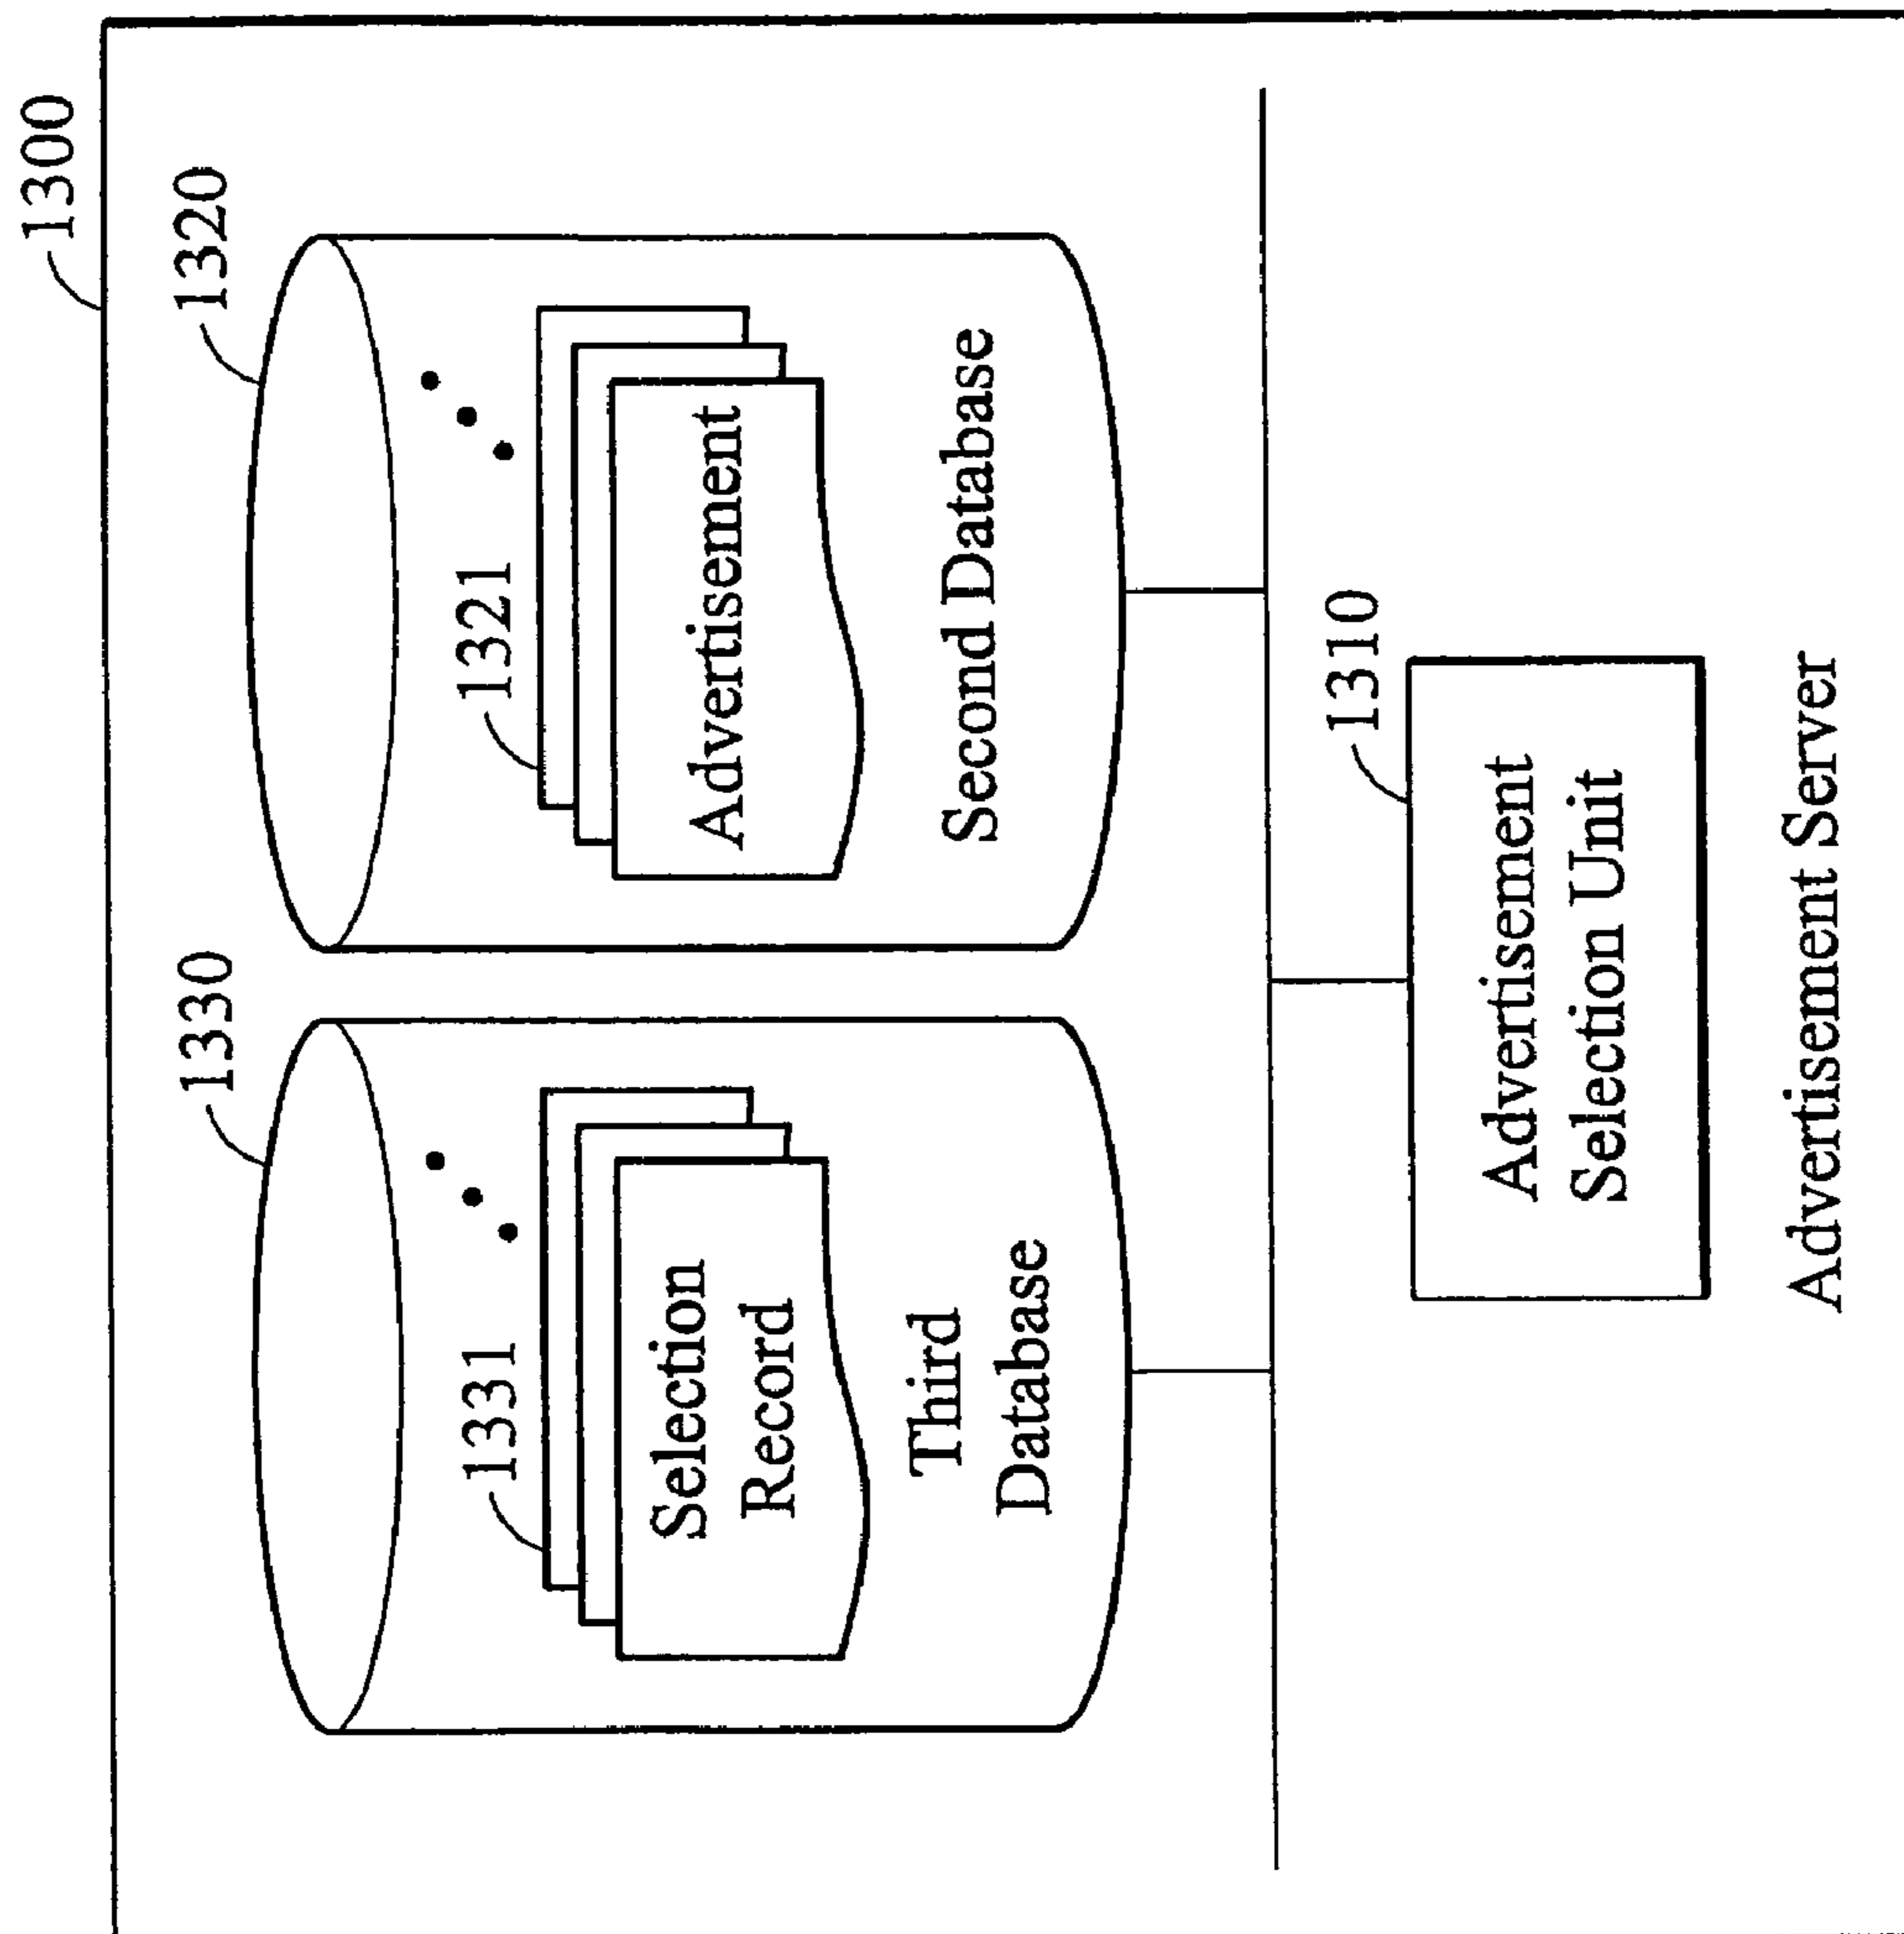 1300
1330
1320
1331
Selection
Record
Third
Database
1321
Advertisement
Second Database
1310
Advertisement
Selection Unit
Advertisement Server